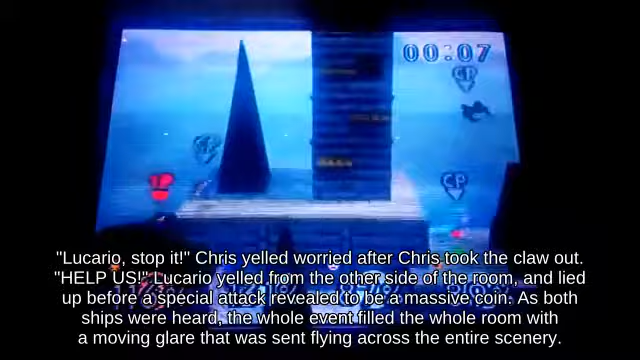 00:07
CP
CP
1P
CP
"Lucario, stop it!" Chris yelled worried after Chris took the claw out.
"HELP US!" Lucario yelled from the other side of the room, and lied
up before a special attack revealed to be a massive coin. As both
ships were heard, the whole event filled the whole room with
a moving glare that was sent flying across the entire scenery.